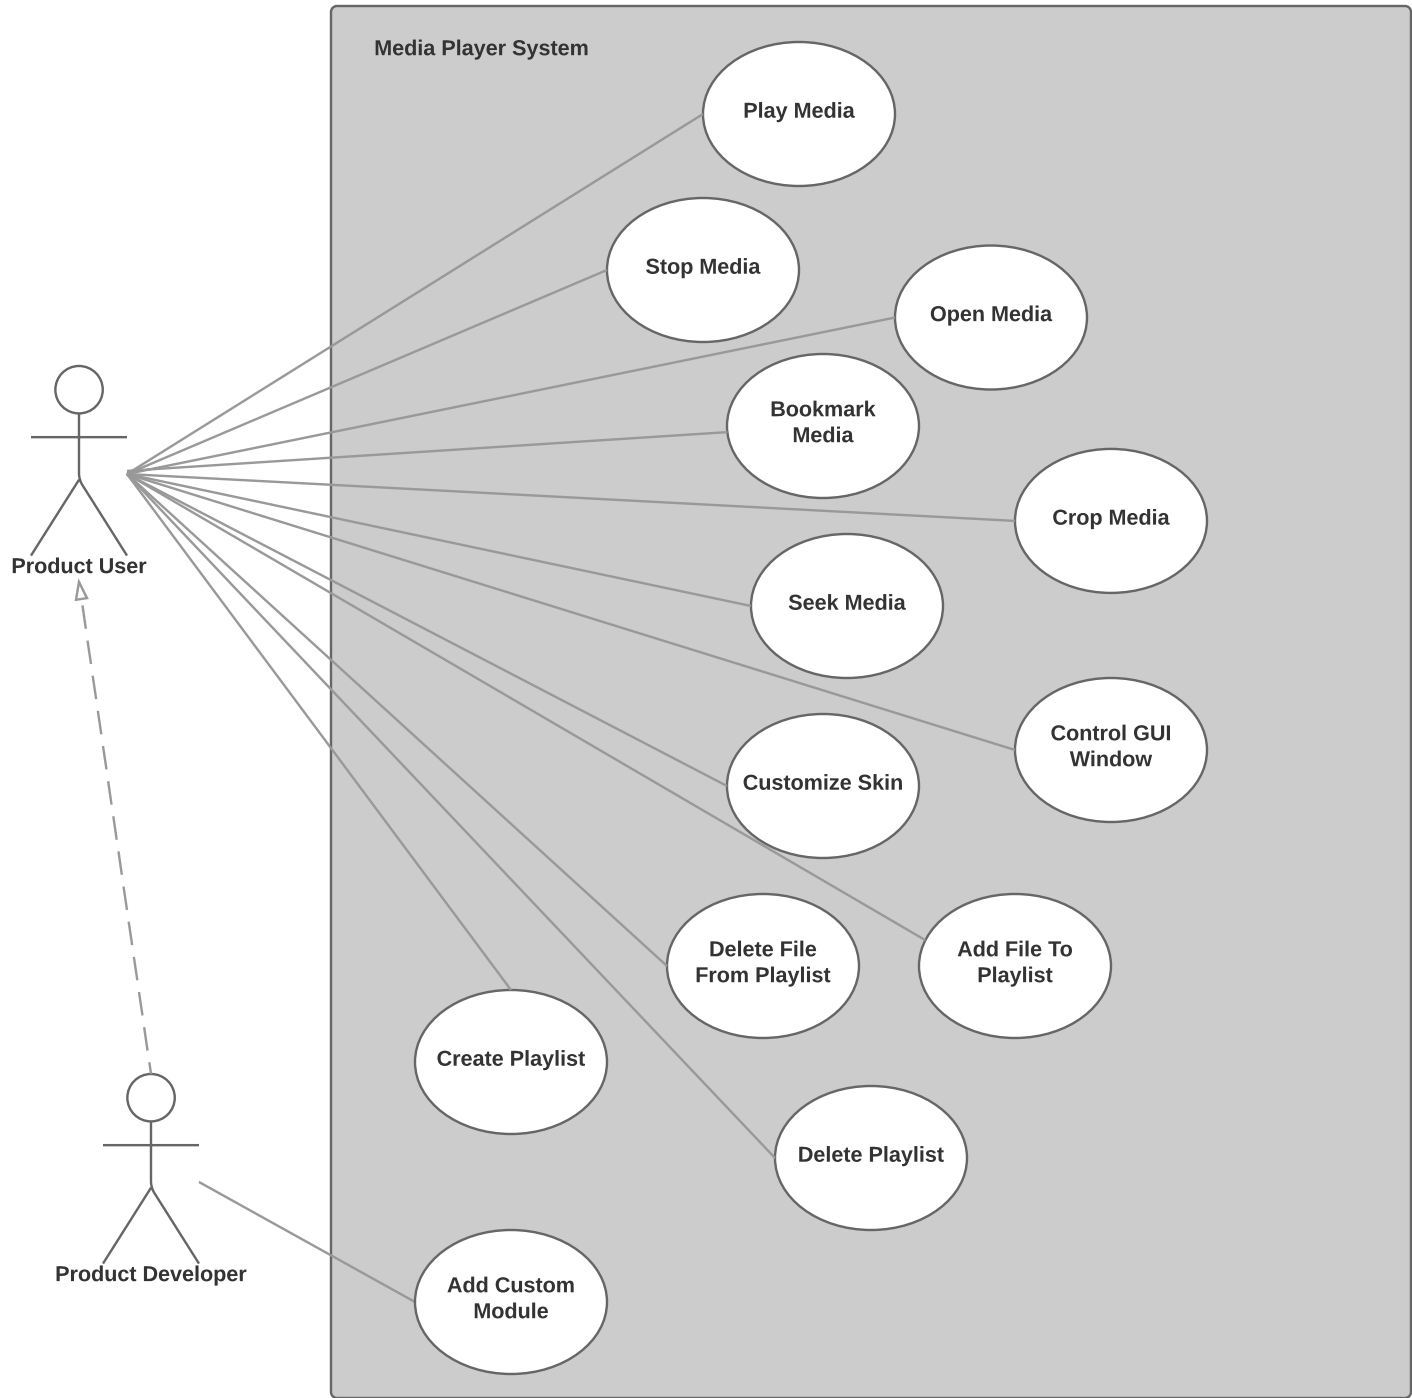 Media Player System
Play Media
Stop Media
Open Media
Bookmark
Media
Crop Media
Seek Media
Product User
Control GUI
Window
Customize Skin
Delete File
From Playlist
Add File To
Playlist
Create Playlist
Delete Playlist
Product Developer
Add Custom
Module